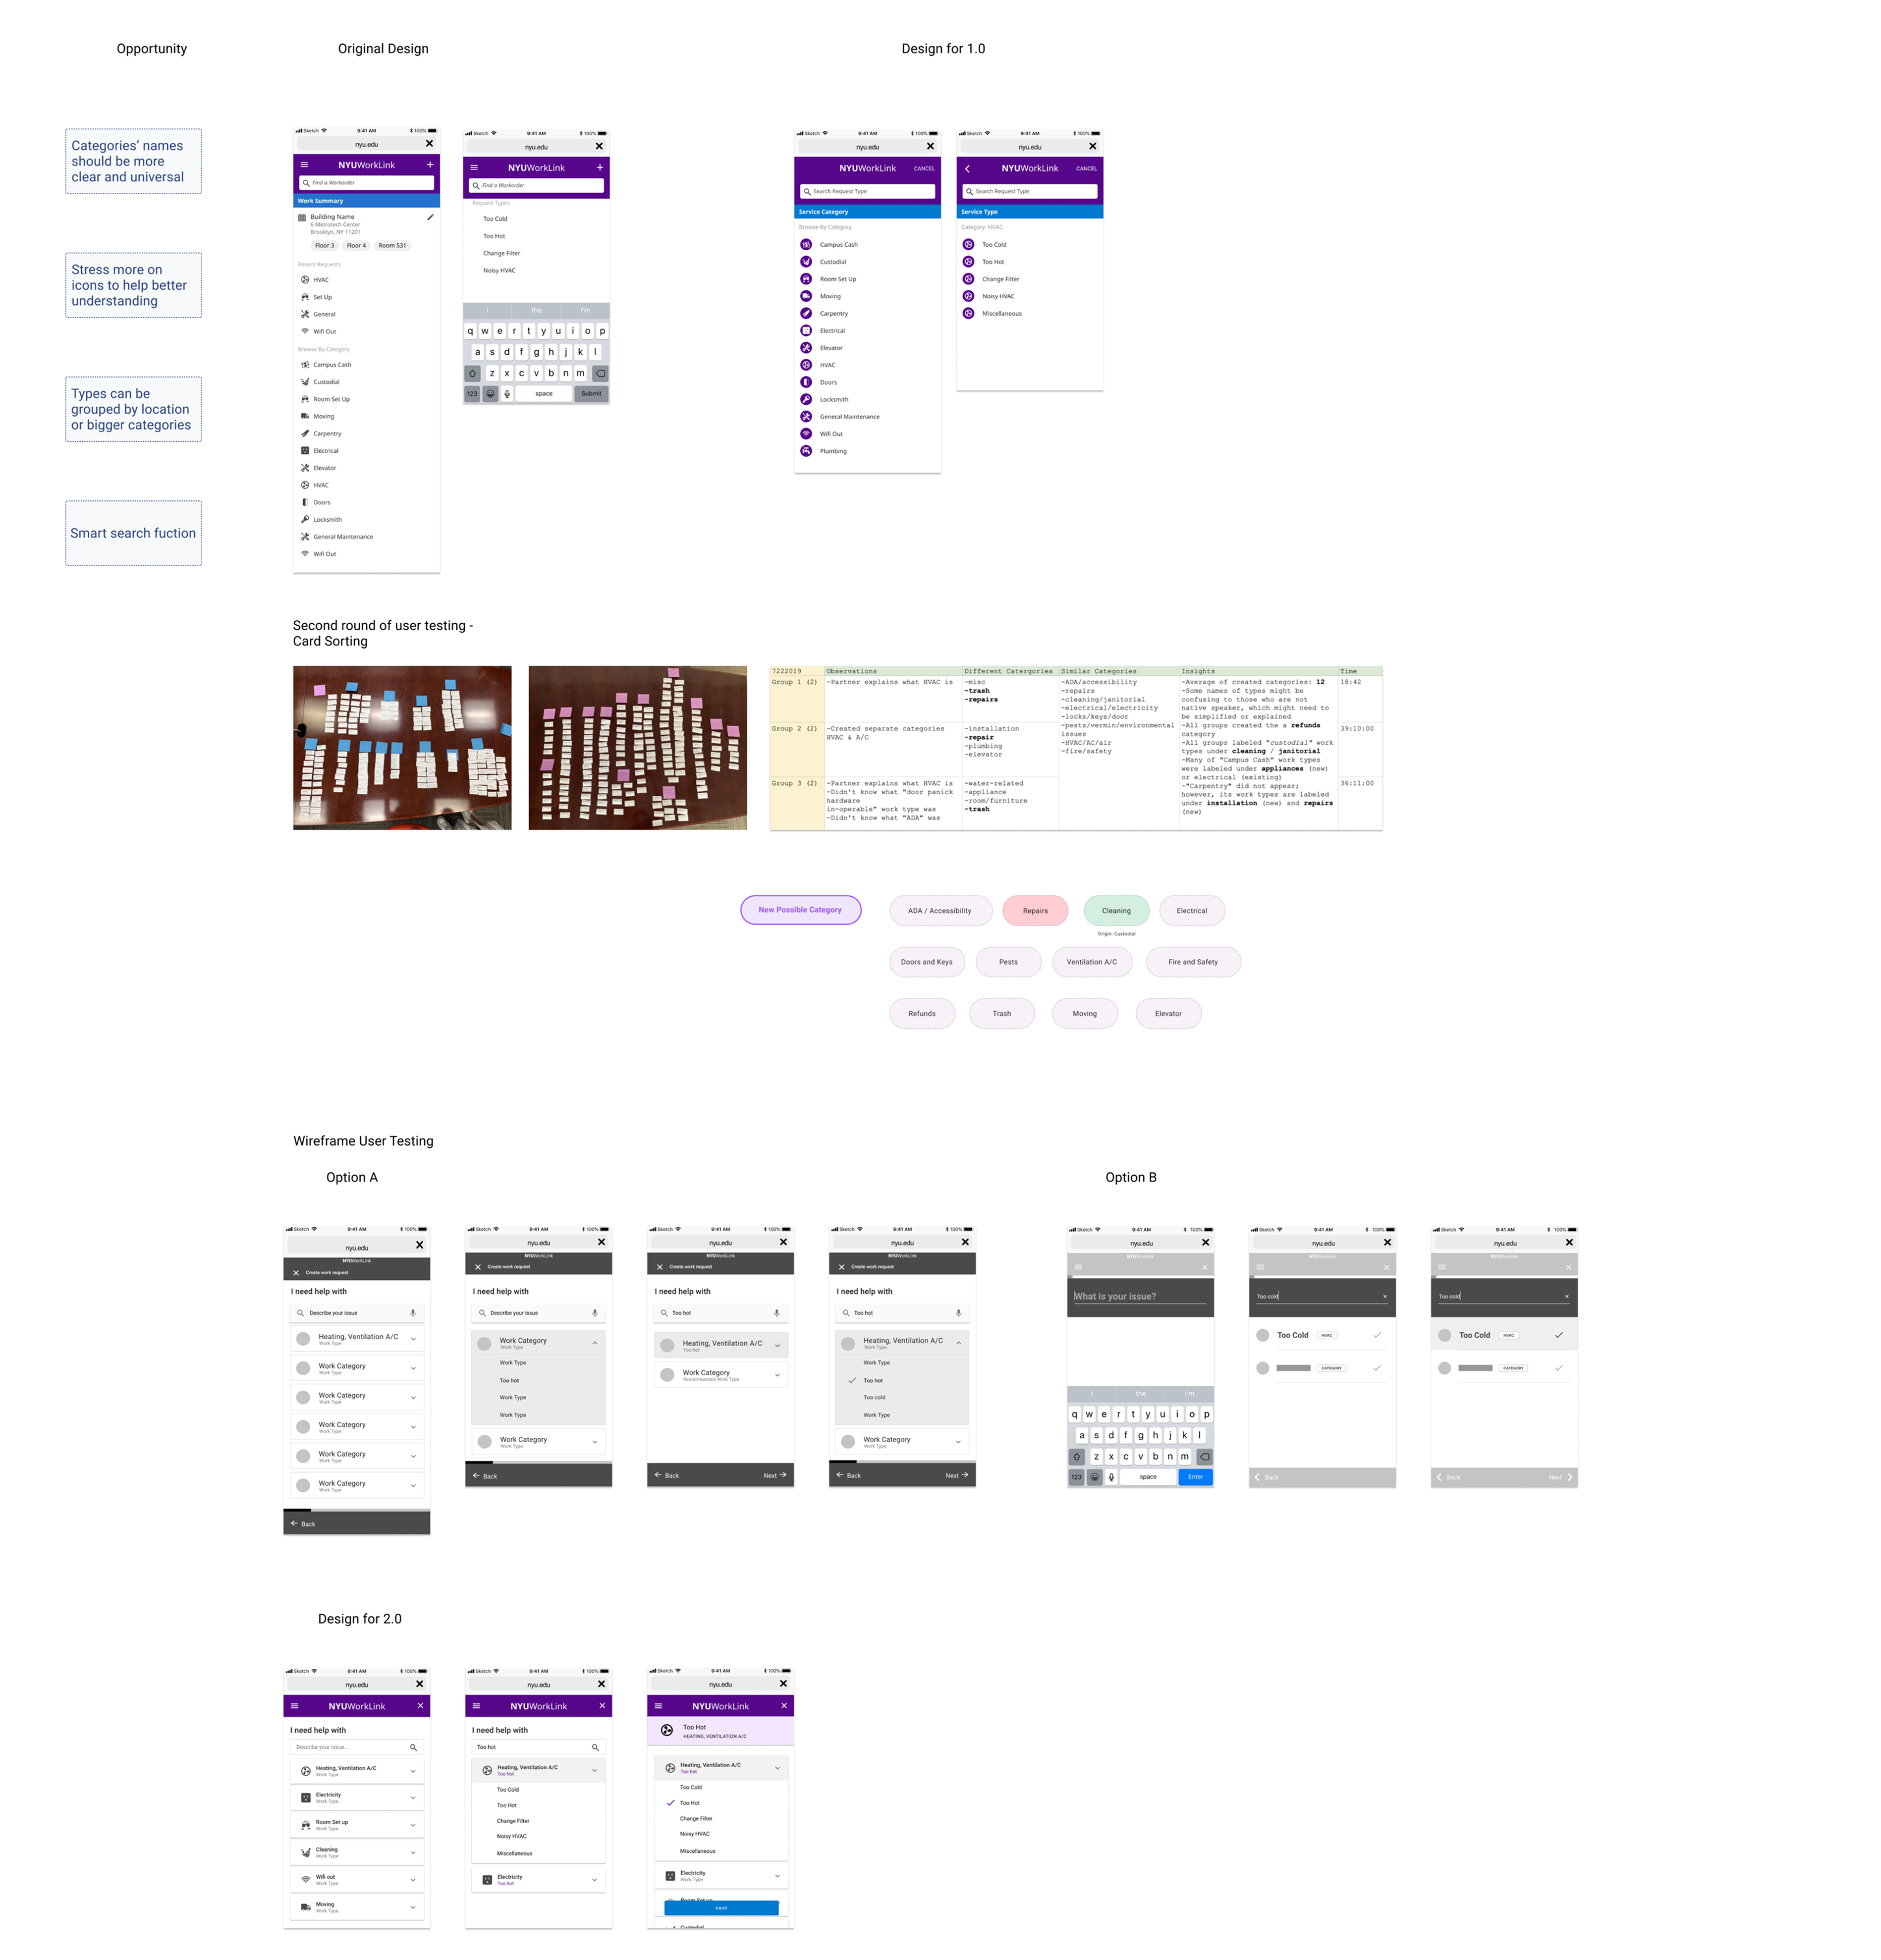 Opportunity
Original Design
Design for 1.0
Categories' names
should be more
clear and universal
Stress more on
icons to help better
understanding
Types can be
grouped by location
or bigger categories
Smart search fuction
Sketch 9:41 AM 100%
nyu.edu
NYUWorkLink
Find a Workorder
Work Summary
Building Name
6 Metrotech Center
Brooklyn, NY 11201
Floor 3 Floor 4 Room 531
Recent Requests
HVAC
Set Up
General
Wifi Out
Browse By Category
Campus Cash
Custodial
Room Set Up
Moving
Carpentry
Electrical
Elevator
HVAC
Doors
Locksmith
General Maintenance
Wifi Out
Sketch 9:41 AM 100%
nyu.edu
NYUWorkLink
Find a Workorder
Request Types
Too Cold
Too Hot
Change Filter
Noisy HVAC
I the I'm
q w e r t y u i o p
a s d f g h j k l
z x c v b n m
123 space Submit
Sketch 9:41 AM 100%
nyu.edu
NYUWorkLink CANCEL
Search Request Type
Service Category
Browse By Category
Campus Cash
Custodial
Room Set Up
Moving
Carpentry
Electrical
Elevator
HVAC
Doors
Locksmith
General Maintenance
Wifi Out
Plumbing
Sketch 9:41 AM 100%
nyu.edu
NYUWorkLink CANCEL
Search Request Type
Service Type
Category: HVAC
Too Cold
Too Hot
Change Filter
Noisy HVAC
Miscellaneous
Second round of user testing -
Card Sorting
7222019 Observations Different Catergories Similar Categories Insights Time
Group 1 (2)
-Partner explains what HVAC is
-misc
-trash
-repairs
-ADA/accessibility
-repairs
-cleaning/janitorial
-electrical/electricity
-locks/keys/door
-pests/vermin/environmental
issues
-HVAC/AC/air
-fire/safety
-Average of created categories: 12
-Some names of types might be
confusing to those who are not
native speaker, which might need to
be simplified or explained
-All groups created the a refunds
category
-All groups labeled "custodial" work
types under cleaning / janitorial
-Many of "Campus Cash" work types
were labeled under appliances (new)
or electrical (existing)
-"Carpentry" did not appear;
however, its work types are labeled
under installation (new) and repairs
(new)
18:42
Group 2 (2)
-Created separate categories
HVAC & A/C
-installation
-repair
-plumbing
-elevator
39:10:00
Group 3 (2)
-Partner explains what HVAC is
-Didn't know what "door panick
hardware
in-operable" work type was
-Didn't know what "ADA" was
-water-related
-appliance
-room/furniture
-trash
36:11:00
New Possible Category
ADA / Accessibility
Repairs
Cleaning
Electrical
Origin: Custodial
Doors and Keys
Pests
Ventilation A/C
Fire and Safety
Refunds
Trash
Moving
Elevator
Wireframe User Testing
Option A
Option B
Sketch 9:41 AM 100%
nyu.edu
NYUWorkLink
Create work request
I need help with
Describe your issue
Heating, Ventilation A/C
Work Type
Work Category
Work Type
Work Category
Work Type
Work Category
Work Type
Work Category
Work Type
Work Category
Work Type
Back
Sketch 9:41 AM 100%
nyu.edu
NYUWorkLink
Create work request
I need help with
Describe your issue
Work Category
Work Type
Work Type
Too hot
Work Type
Work Type
Work Category
Work Type
Back
Sketch 9:41 AM 100%
nyu.edu
NYUWorkLink
Create work request
I need help with
Too hot
Heating, Ventilation A/C
Too hot
Work Category
Recommanded Work Type
Back Next
Sketch 9:41 AM 100%
nyu.edu
NYUWorkLink
Create work request
I need help with
Too hot
Heating, Ventilation A/C
Work Type
Work Type
Too hot
Too cold
Work Type
Work Category
Work Type
Back Next
Sketch 9:41 AM 100%
nyu.edu
NYUWorkLink
What is your issue?
I the I'm
q w e r t y u i o p
a s d f g h j k l
z x c v b n m
123 space Enter
Sketch 9:41 AM 100%
nyu.edu
NYUWorkLink
Too cold
Too Cold HVAC
CATEGORY
Back
Sketch 9:41 AM 100%
nyu.edu
NYUWorkLink
Too cold
Too Cold HVAC
CATEGORY
Back Next
Design for 2.0
Sketch 9:41 AM 100%
nyu.edu
NYUWorkLink
I need help with
Describe your issue...
Heating, Ventilation A/C
Work Type
Electricity
Work Type
Room Set up
Work Type
Cleaning
Work Type
Wifi out
Work Type
Moving
Work Type
Sketch 9:41 AM 100%
nyu.edu
NYUWorkLink
I need help with
Too hot
Heating, Ventilation A/C
Too hot
Too Cold
Too Hot
Change Filter
Noisy HVAC
Miscellaneous
Electricity
Too hot
Sketch 9:41 AM 100%
nyu.edu
NYUWorkLink
Too Hot
HEATING, VENTILATION A/C
Heating, Ventilation A/C
Too hot
Too Cold
Too Hot
Change Filter
Noisy HVAC
Miscellaneous
Electricity
Work Type
Room Set up
next
Custodial